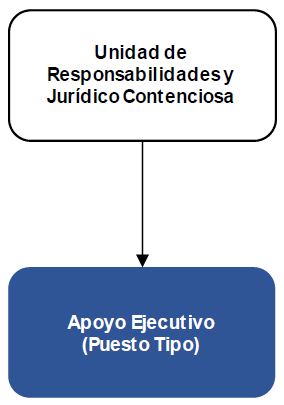 Unidad de
Responsabilidades y
Jurídico Contenciosa
Apoyo Ejecutivo
(Puesto Tipo)